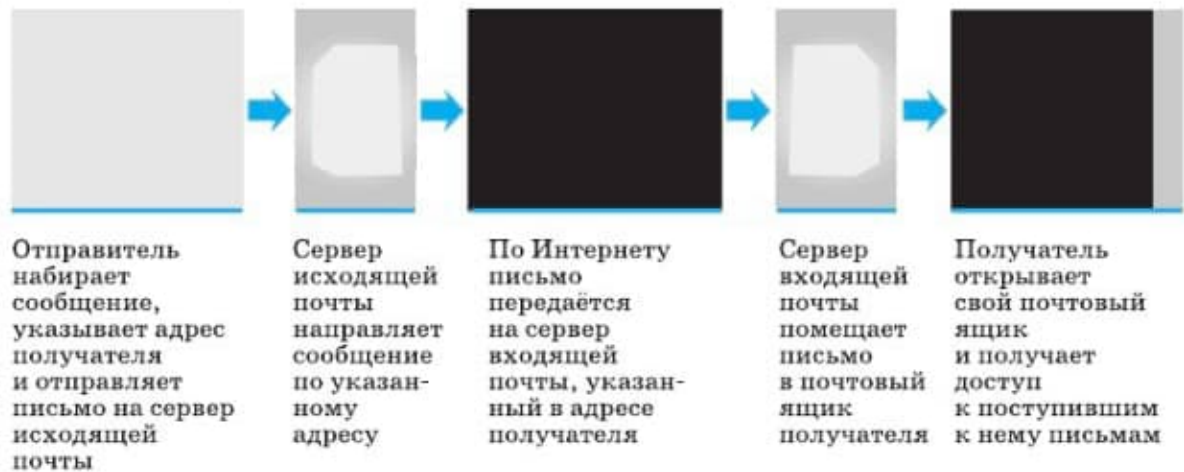 Отправитель
набирает
сообщение,
указывает адрес
получателя
и отправляет
письмо на сервер
исходящей
почты
Сервер
исходящей
почты
направляет
сообщение
по указан-
ному
адресу
По Интернету
письмо
передаётся
на сервер
входящей
почты, указан-
ный в адресе
получателя
Сервер
входящей
почты
помещает
письмо
в почтовый
ящик
получателя
Получатель
открывает
свой почтовый
ящик
и получает
доступ
к поступившим
к нему письмам